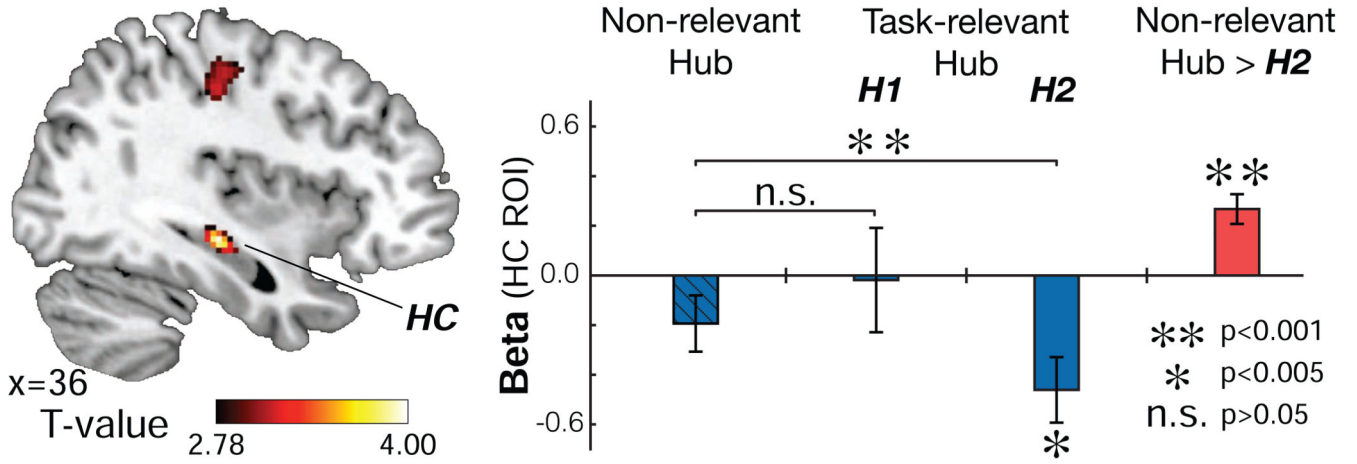 HC
x=36
T-value
2.78
4.00
Non-relevant
Hub
Task-relevant
Hub
H1
H2
Non-relevant
Hub > H2
Beta (HC ROI)
0.6
0.0
-0.6
**
n.s.
**
*
** p<0.001
* p<0.005
n.s. p>0.05